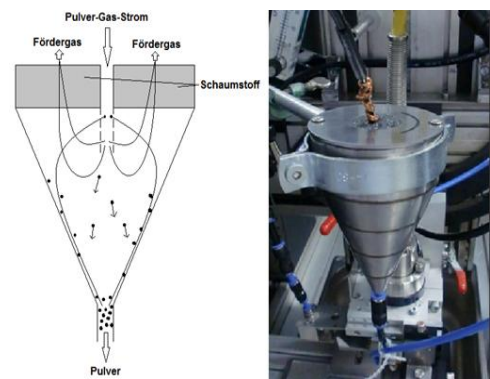 Pulver-Gas-Strom
Fördergas
Fördergas
Schaumstoff
Pulver